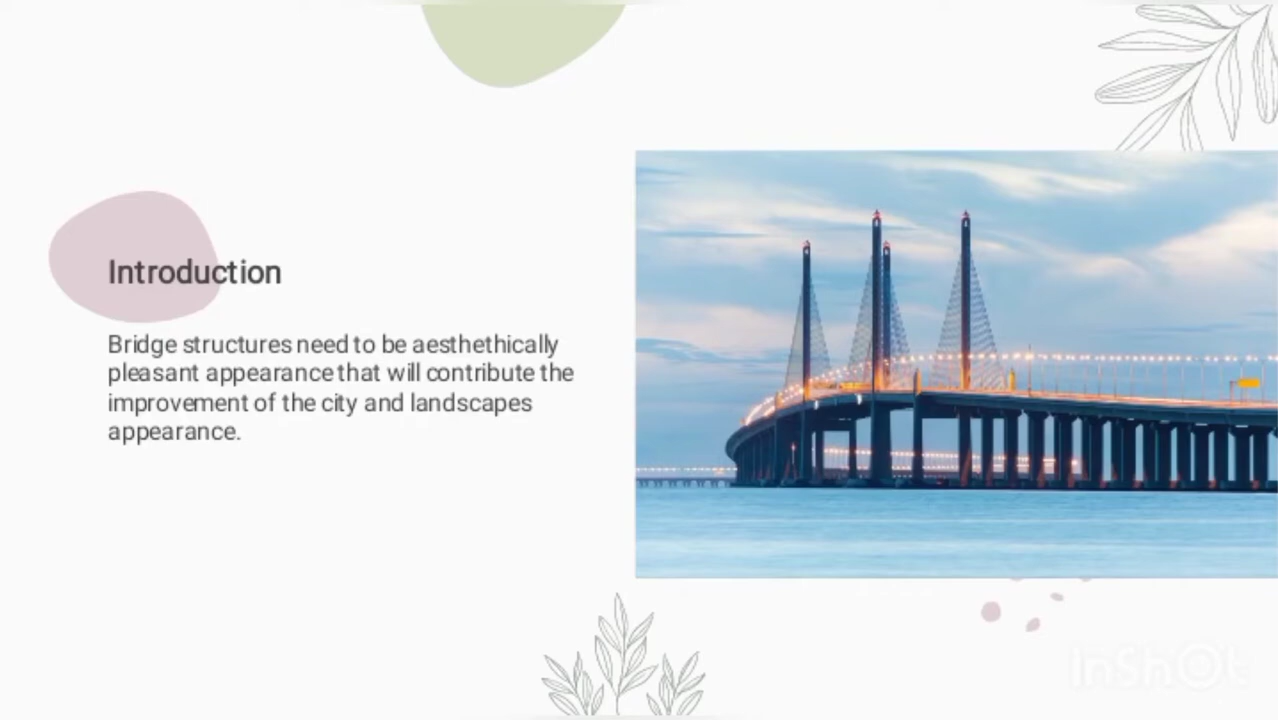 Introduction
Bridge structures need to be aesthethically
pleasant appearance that will contribute the
improvement of the city and landscapes
appearance.
InShOt